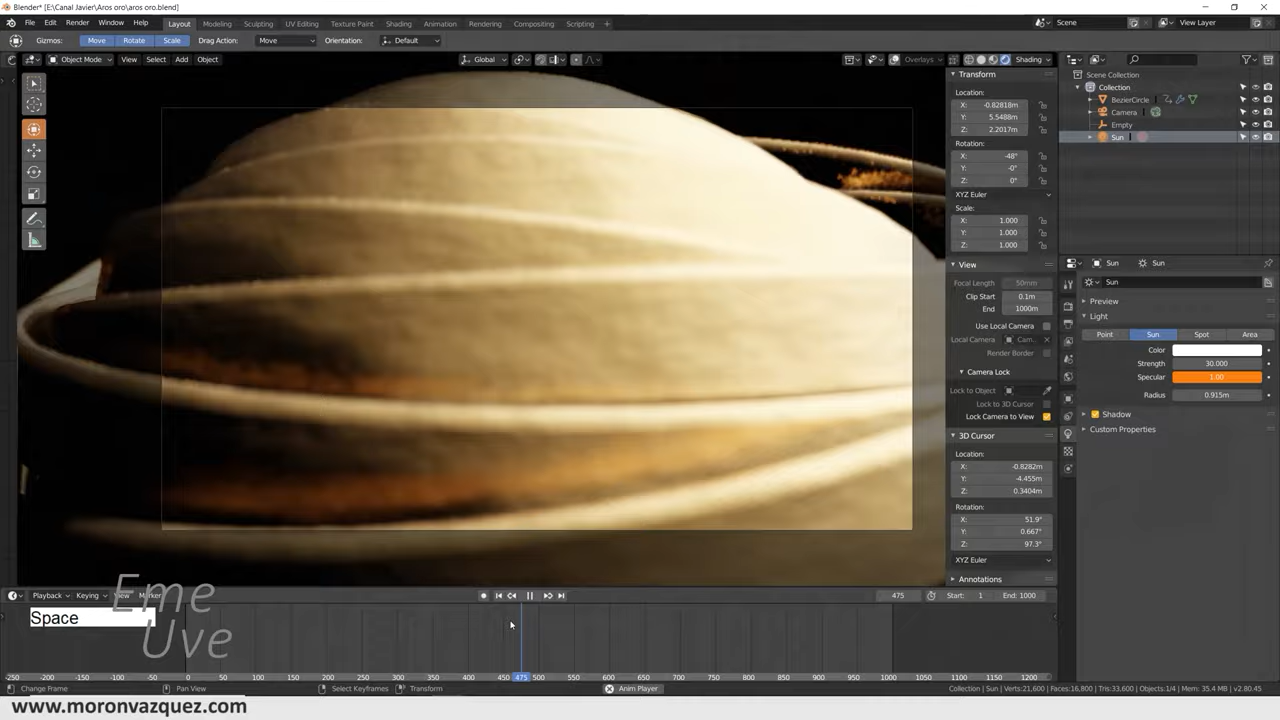 Blender* [E:\Canal Javier\Aros oro\aros oro.blend]
File Edit Render Window Help Layout Modeling Sculpting UV Editing Texture Paint Shading Animation Rendering Compositing Scripting Scene View Layer
Gizmos: Move Rotate Scale Drag Action: Move Orientation: Default
Object Mode View Select Add Object Global Overlays Shading
Transform
Location:
X: -0.82818m
Y: 5.5488m
Z: 2.2017m
Rotation:
X: -48°
Y: -0°
Z: 0°
XYZ Euler
Scale:
X: 1.000
Y: 1.000
Z: 1.000
View
Focal Length 50mm
Clip Start 0.1m
End 1000m
Use Local Camera
Local Camera Cam...
Render Border
Camera Lock
Lock to Object
Lock to 3D Cursor
Lock Camera to View
3D Cursor
Location:
X: -0.8282m
Y: -4.455m
Z: 0.3404m
Rotation:
X: 51.9°
Y: 0.667°
Z: 97.3°
XYZ Euler
Annotations
Scene Collection
Collection
BezierCircle
Camera
Empty
Sun
Sun Sun
Sun
Preview
Light
Point Sun Spot Area
Color
Strength 30.000
Specular 1.00
Radius 0.915m
Shadow
Custom Properties
Playback Keying View Marker 475 Start: 1 End: 1000
Space
Eme
Uve
-250 -200 -150 -100 -50 0 50 100 150 200 250 300 350 400 450 475 500 550 600 650 700 750 800 850 900 950 1000 1050 1100 1150 1200
Change Frame Pan View Select Keyframes Transform Anim Player Collection | Sun | Verts:21,600 | Faces:16,800 | Tris:33,600 | Objects:1/4 | Mem: 35.4 MB | v2.80.45
www.moronvazquez.com